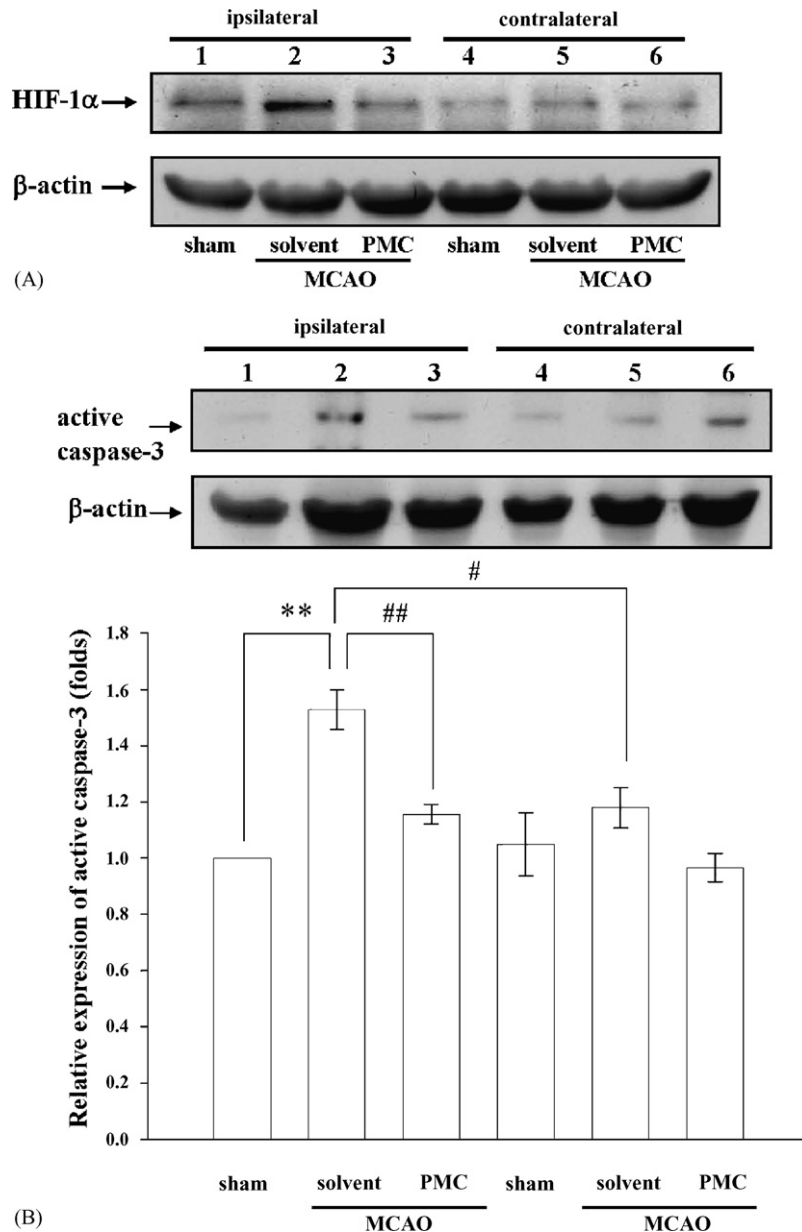 ipsilateral contralateral
1 2 3 4 5 6
HIF-1α
β-actin
sham solvent PMC sham solvent PMC
MCAO MCAO
(A)
ipsilateral contralateral
1 2 3 4 5 6
active
caspase-3
β-actin
#
** ##
Relative expression of active caspase-3 (folds)
1.8
1.6
1.4
1.2
1.0
0.8
0.6
0.4
0.2
0.0
sham solvent PMC sham solvent PMC
MCAO MCAO
(B)